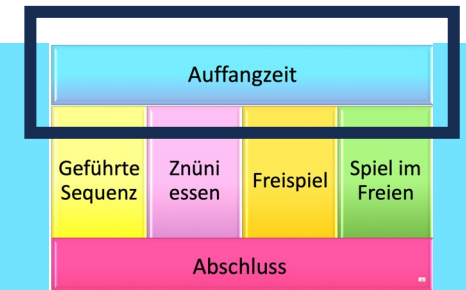 Auffangzeit
Geführte
Sequenz
Znüni
essen
Freispiel
Spiel im
Freien
Abschluss